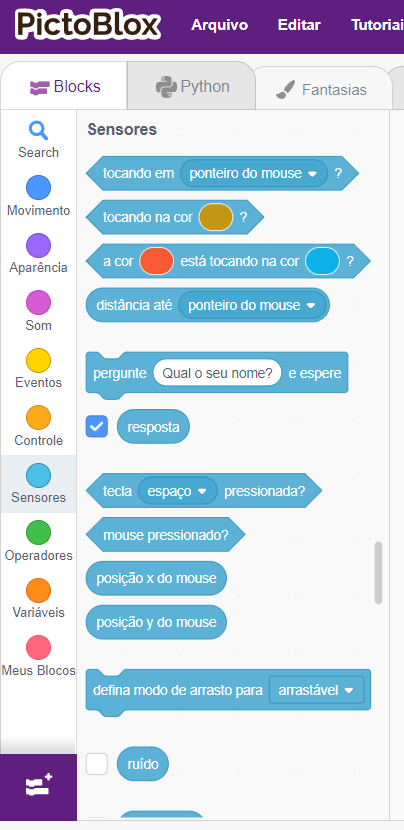 PictoBlox Arquivo Editar Tutoriai
Blocks Python Fantasias
Search
Movimento
Aparência
Som
Eventos
Controle
Sensores
Operadores
Variáveis
Meus Blocos
Sensores
tocando em ponteiro do mouse ?
tocando na cor ?
a cor está tocando na cor ?
distância até ponteiro do mouse
pergunte Qual o seu nome? e espere
resposta
tecla espaço pressionada?
mouse pressionado?
posição x do mouse
posição y do mouse
defina modo de arrasto para arrastável
ruído